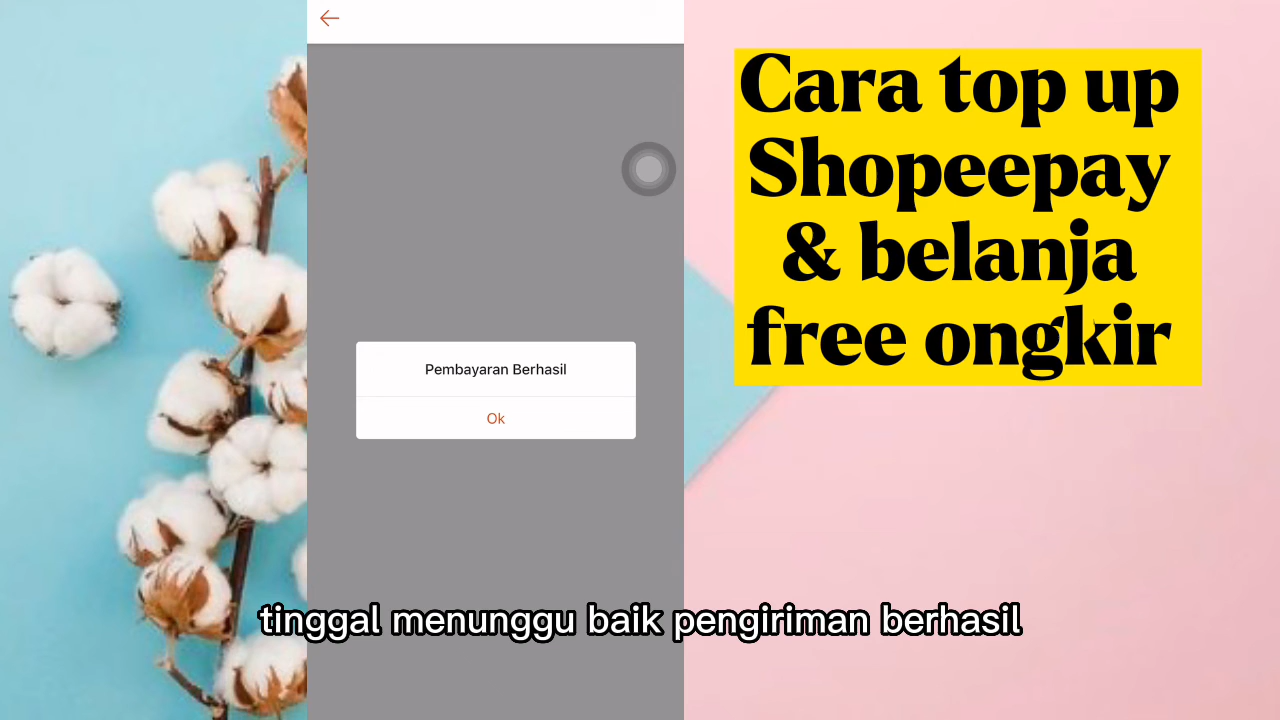 Cara top up
Shopeepay
& belanja
free ongkir
Pembayaran Berhasil
Ok
tinggal menunggu baik pengiriman berhasil